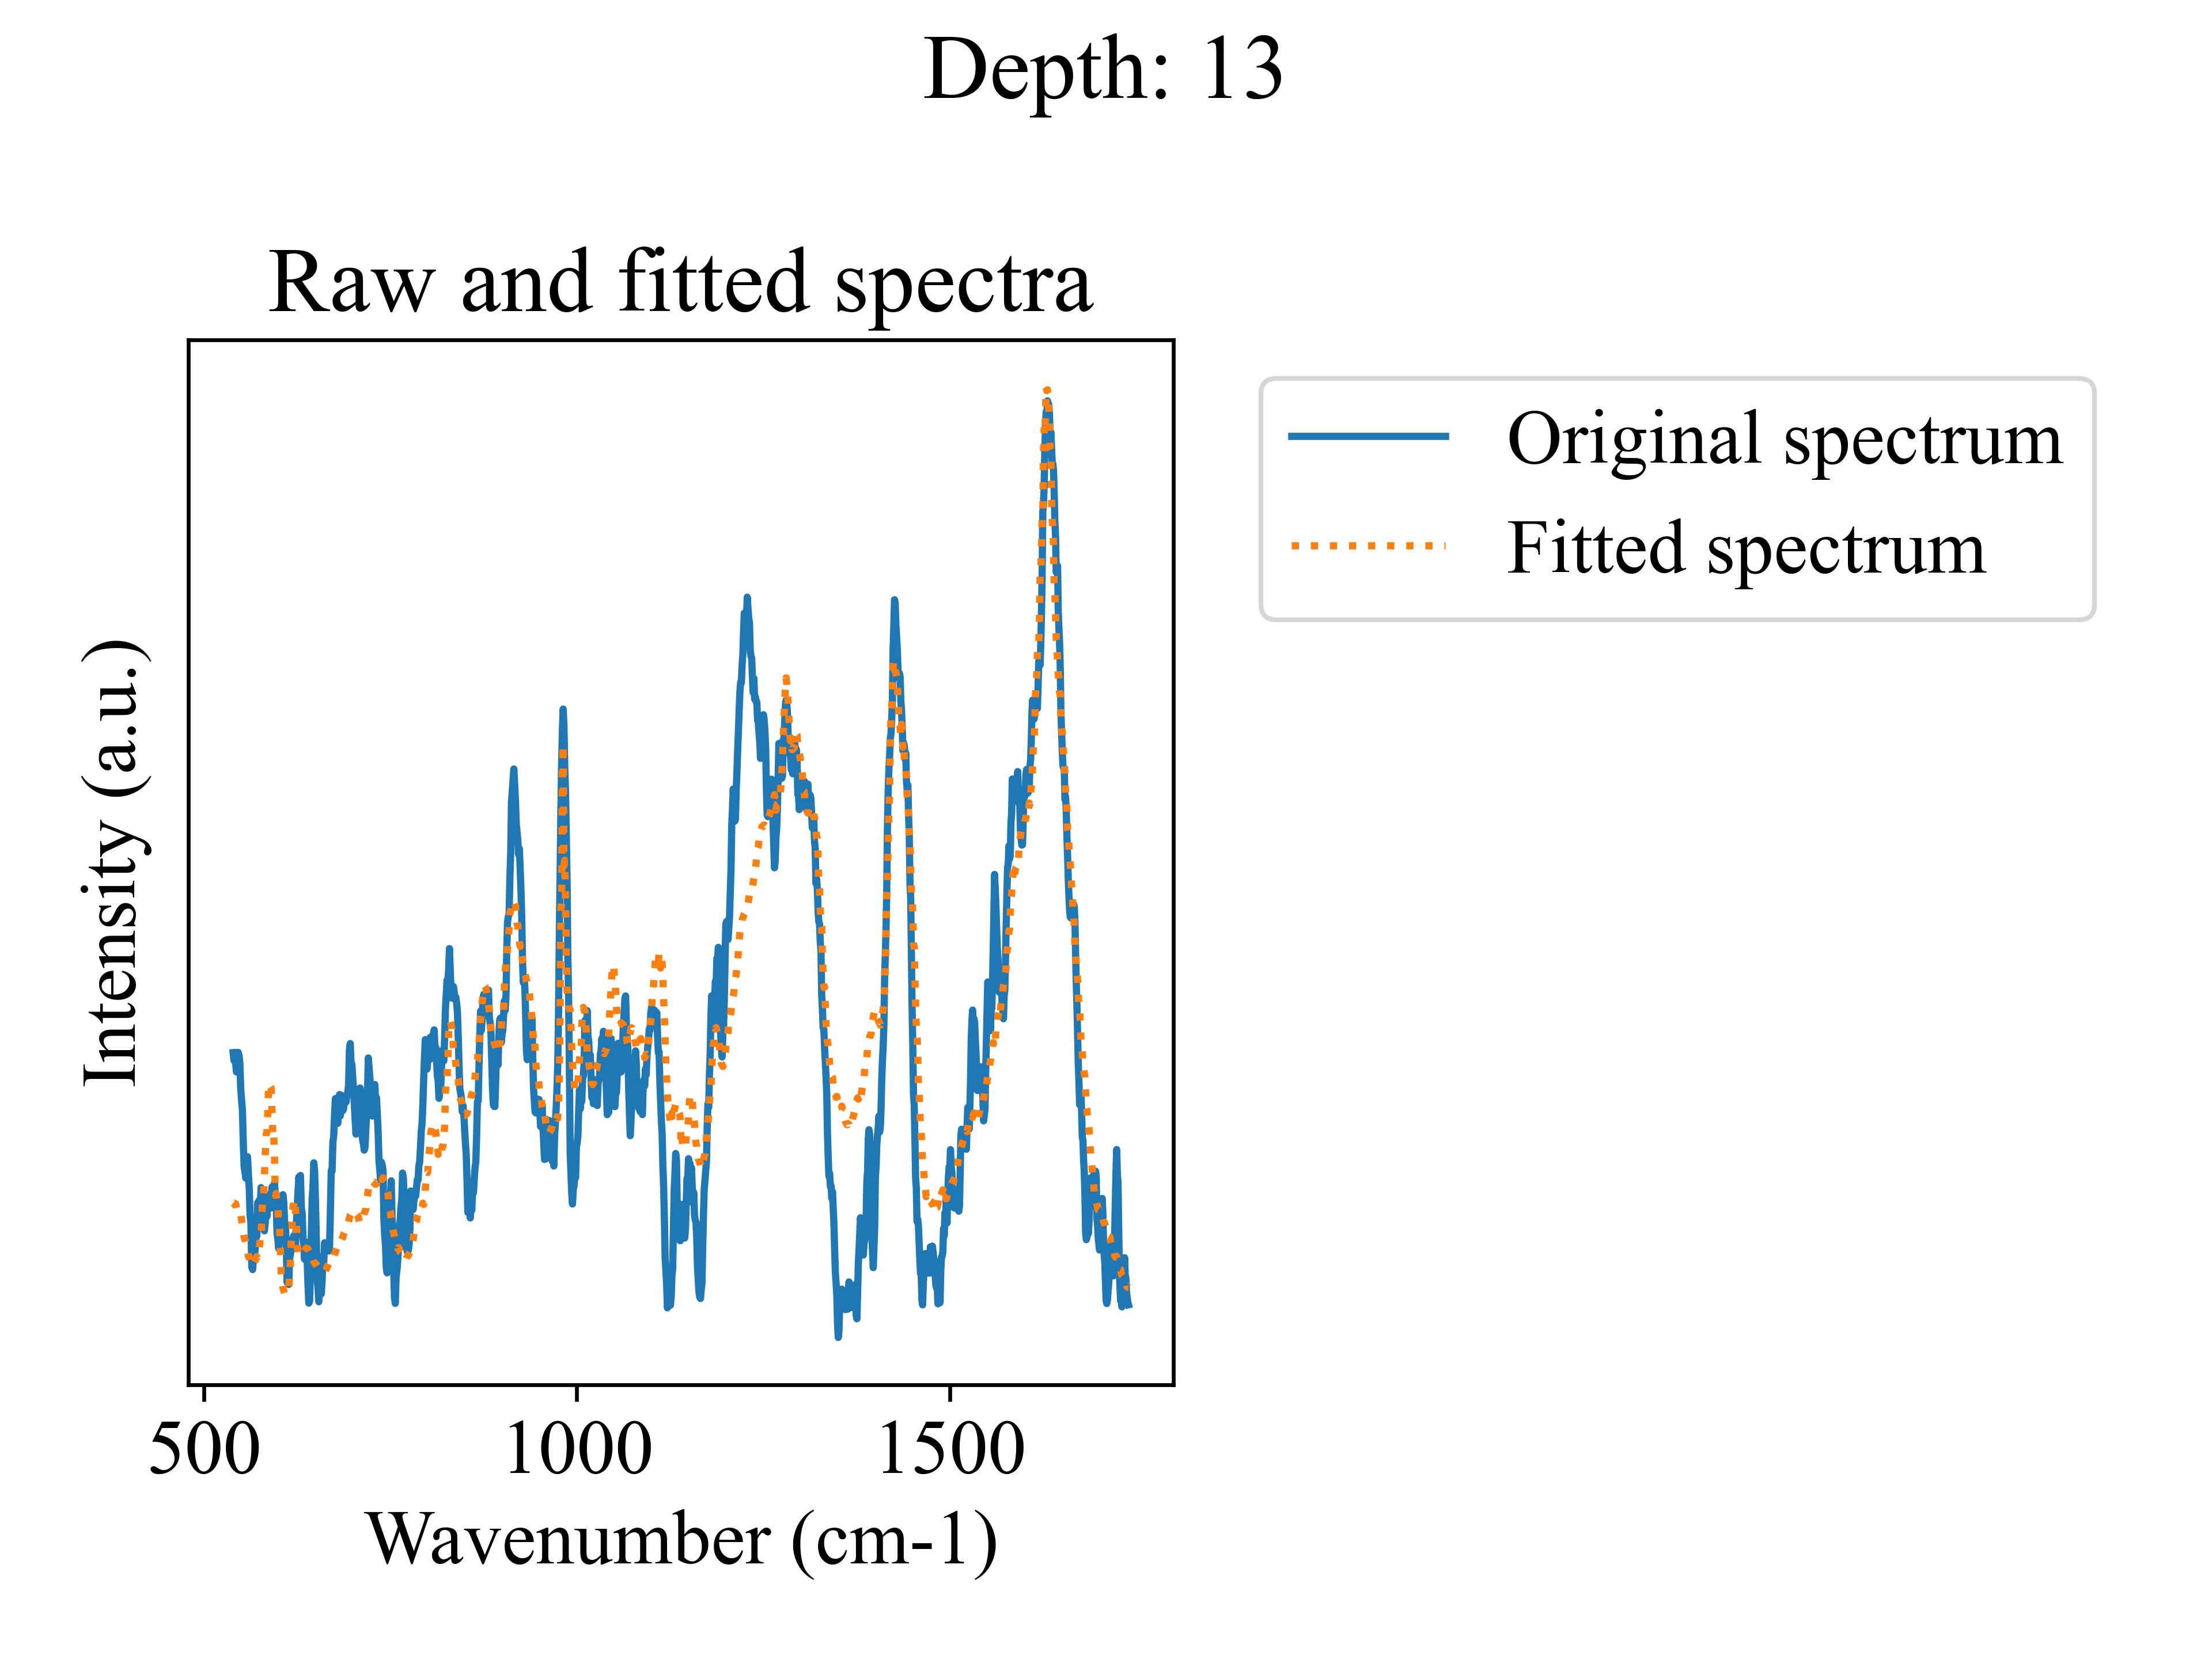 Depth: 13
Raw and fitted spectra
Original spectrum
Fitted spectrum
Intensity (a.u.)
500 1000 1500
Wavenumber (cm-1)